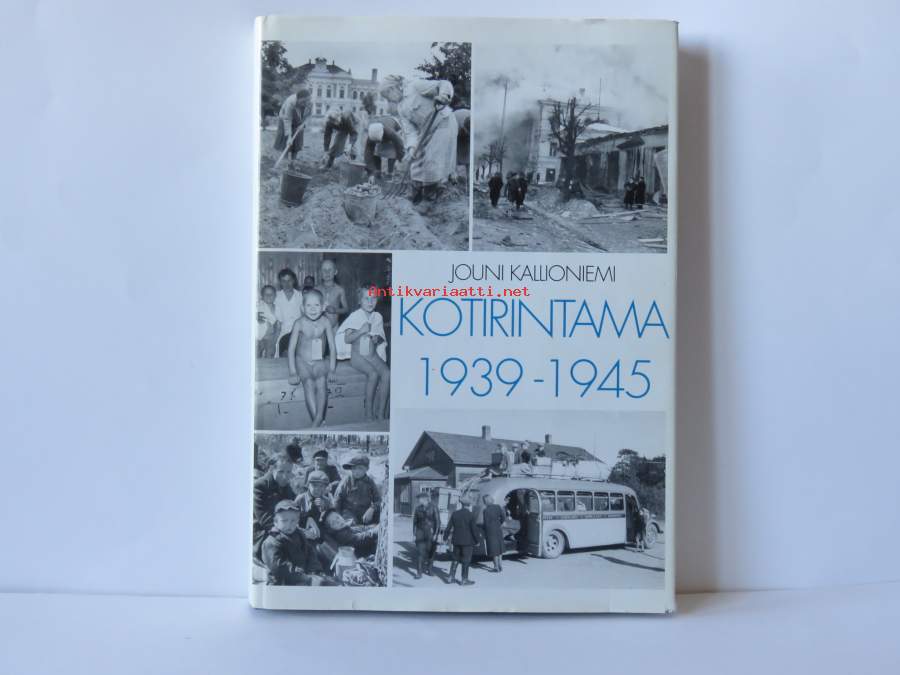 JOUNI KALLIONIEMI
Antikvariaatti.net
KOTIRINTAMA
1939-1945